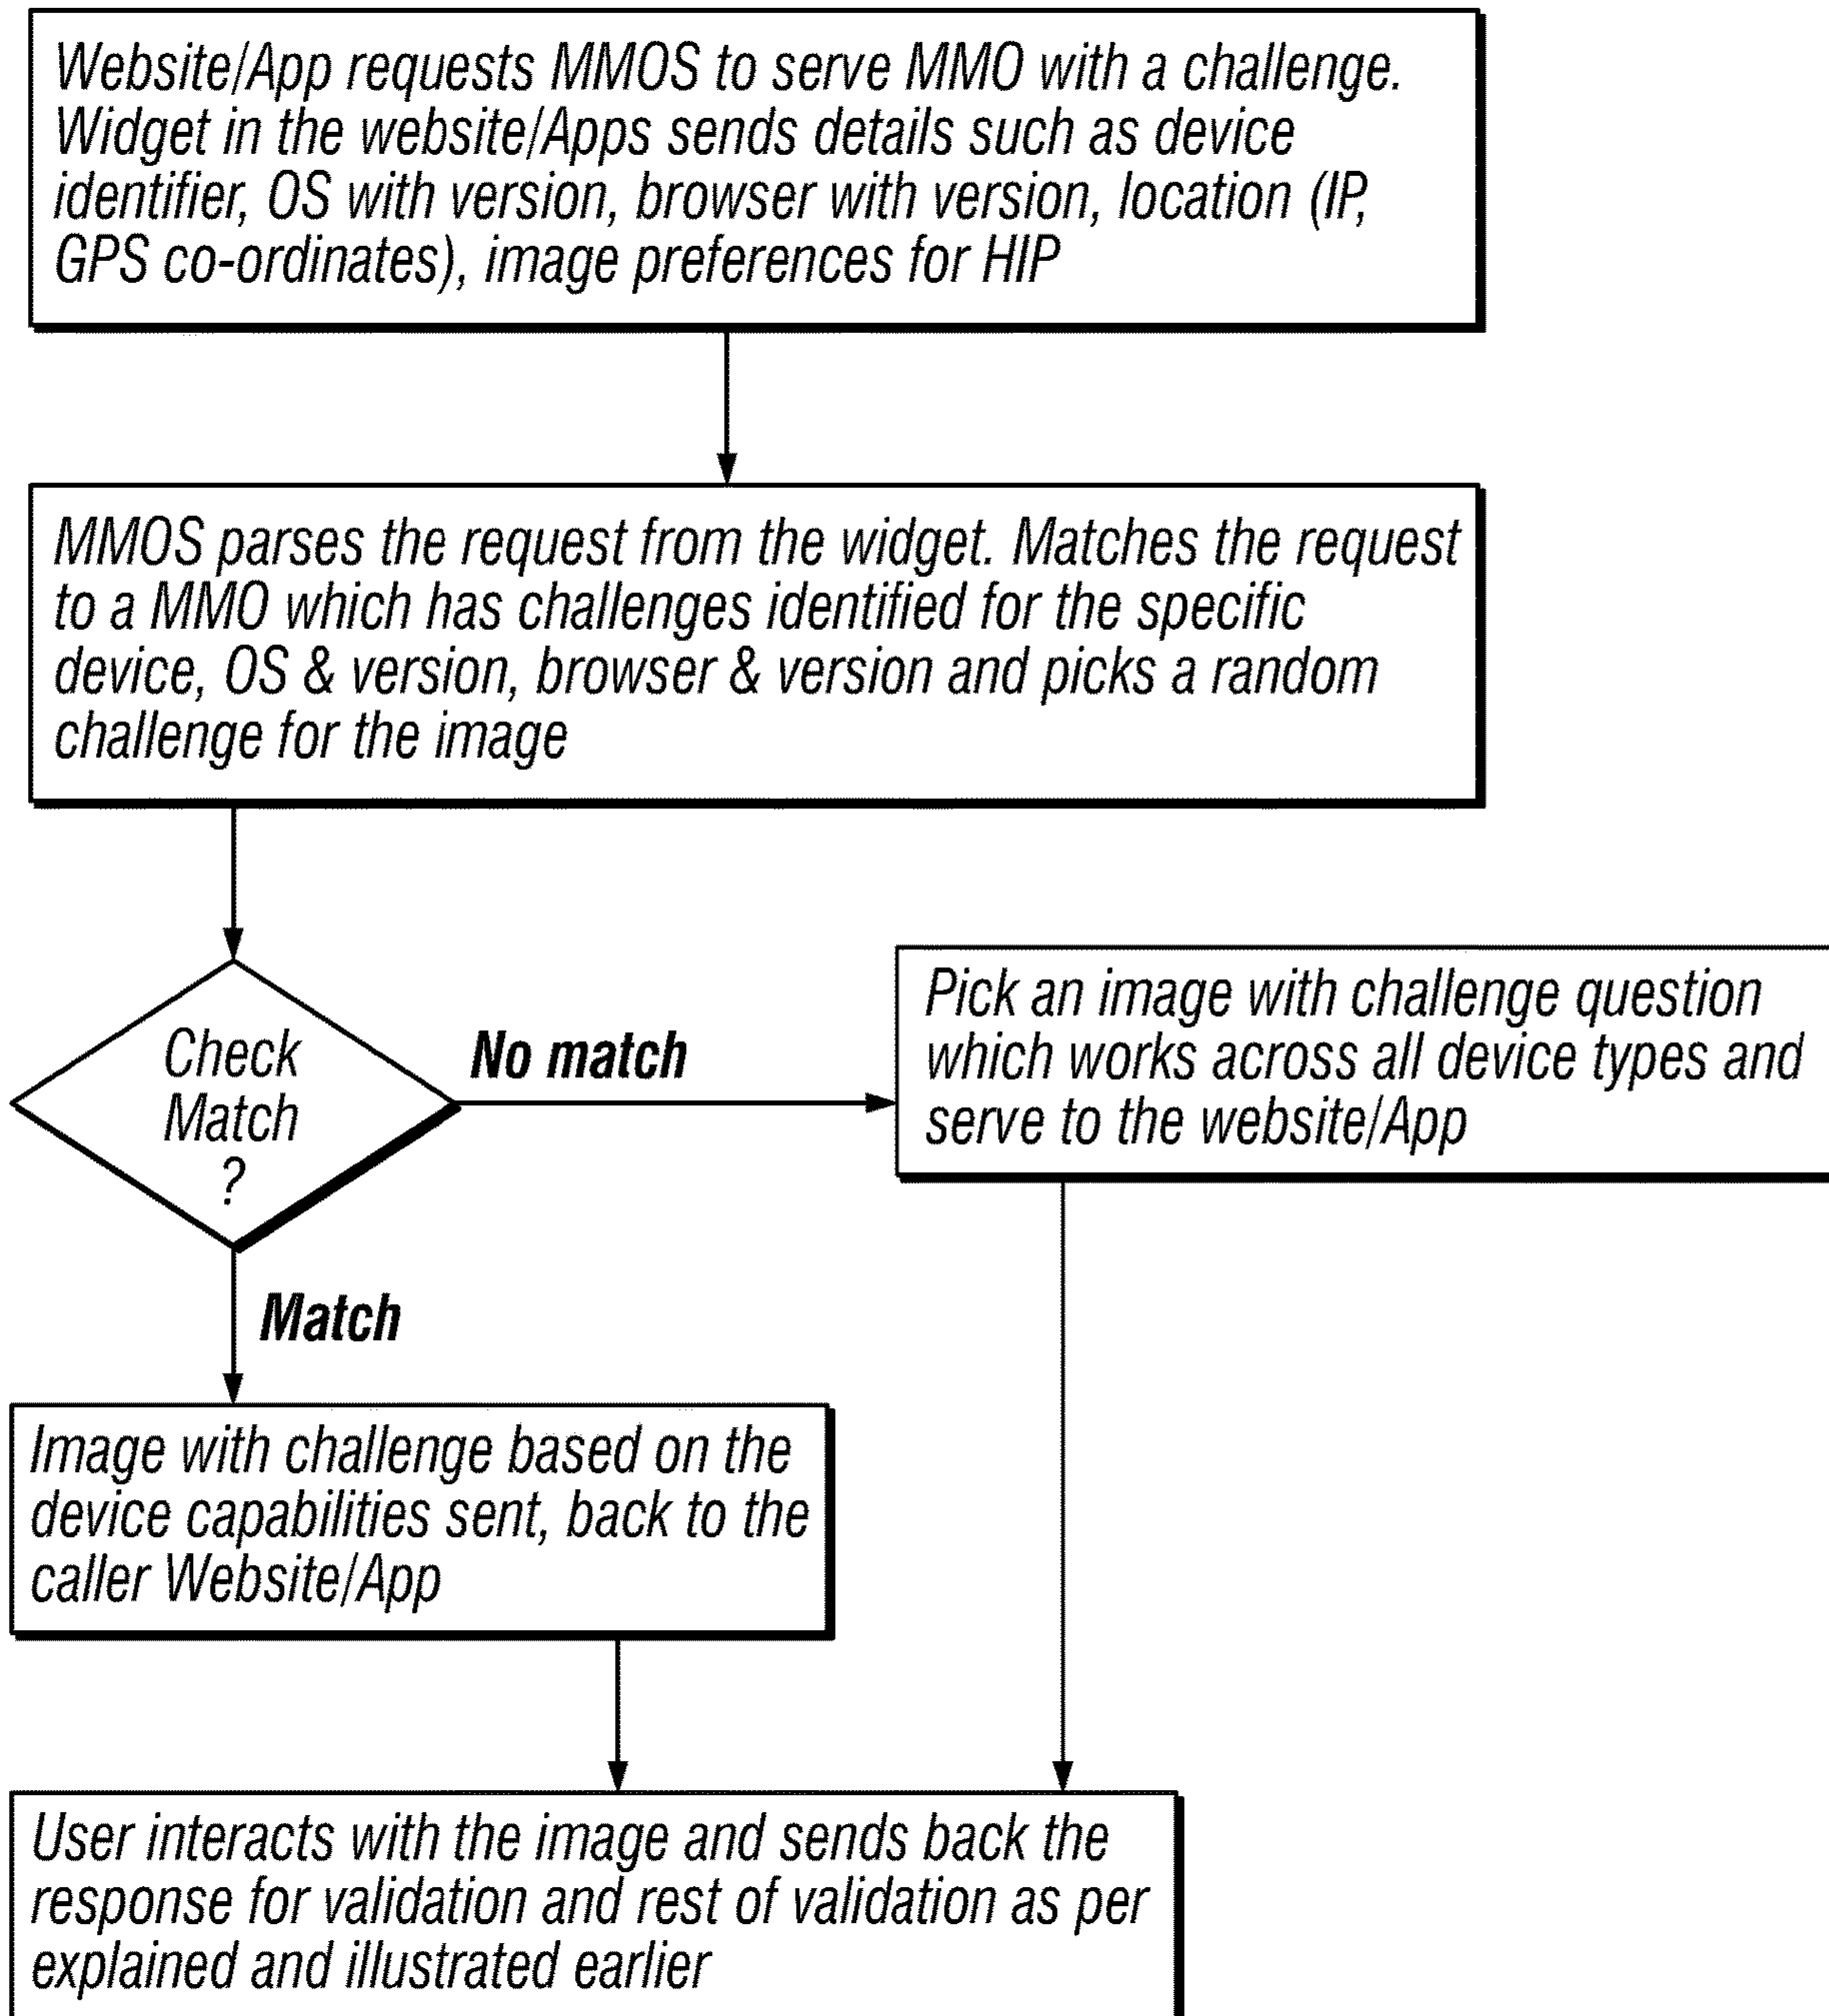 Website/App requests MMOS to serve MMO with a challenge.
Widget in the website/Apps sends details such as device
identifier, OS with version, browser with version, location (IP,
GPS co-ordinates), image preferences for HIP
MMOS parses the request from the widget. Matches the request
to a MMO which has challenges identified for the specific
device, OS & version, browser & version and picks a random
challenge for the image
Check
Match
?
No match
Pick an image with challenge question
which works across all device types and
serve to the website/App
Match
Image with challenge based on the
device capabilities sent, back to the
caller Website/App
User interacts with the image and sends back the
response for validation and rest of validation as per
explained and illustrated earlier